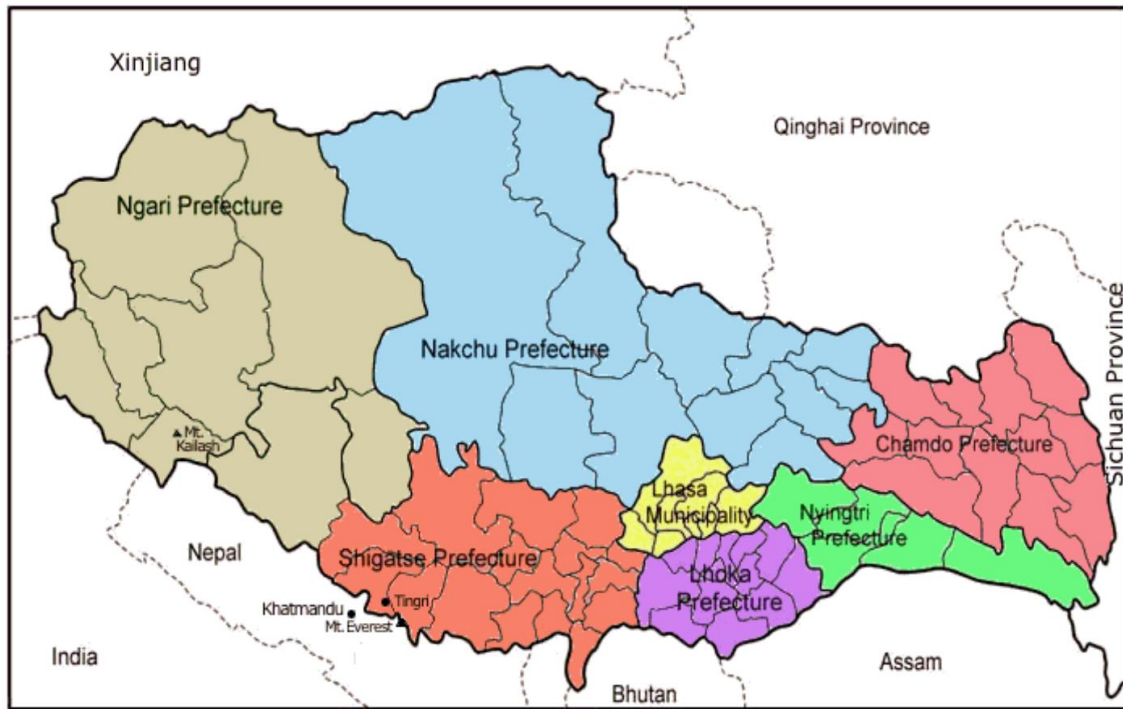 Xinjiang
Qinghai Province
Ngari Prefecture
Sichuan Province
Nakchu Prefecture
Mt.
Kailash
Chamdo Prefecture
Lhasa
Municipality
Nyingtri
Prefecture
Nepal
Shigatse Prefecture
Lhoka
Prefecture
Tingri
Khatmandu
Mt. Everest
India
Assam
Bhutan